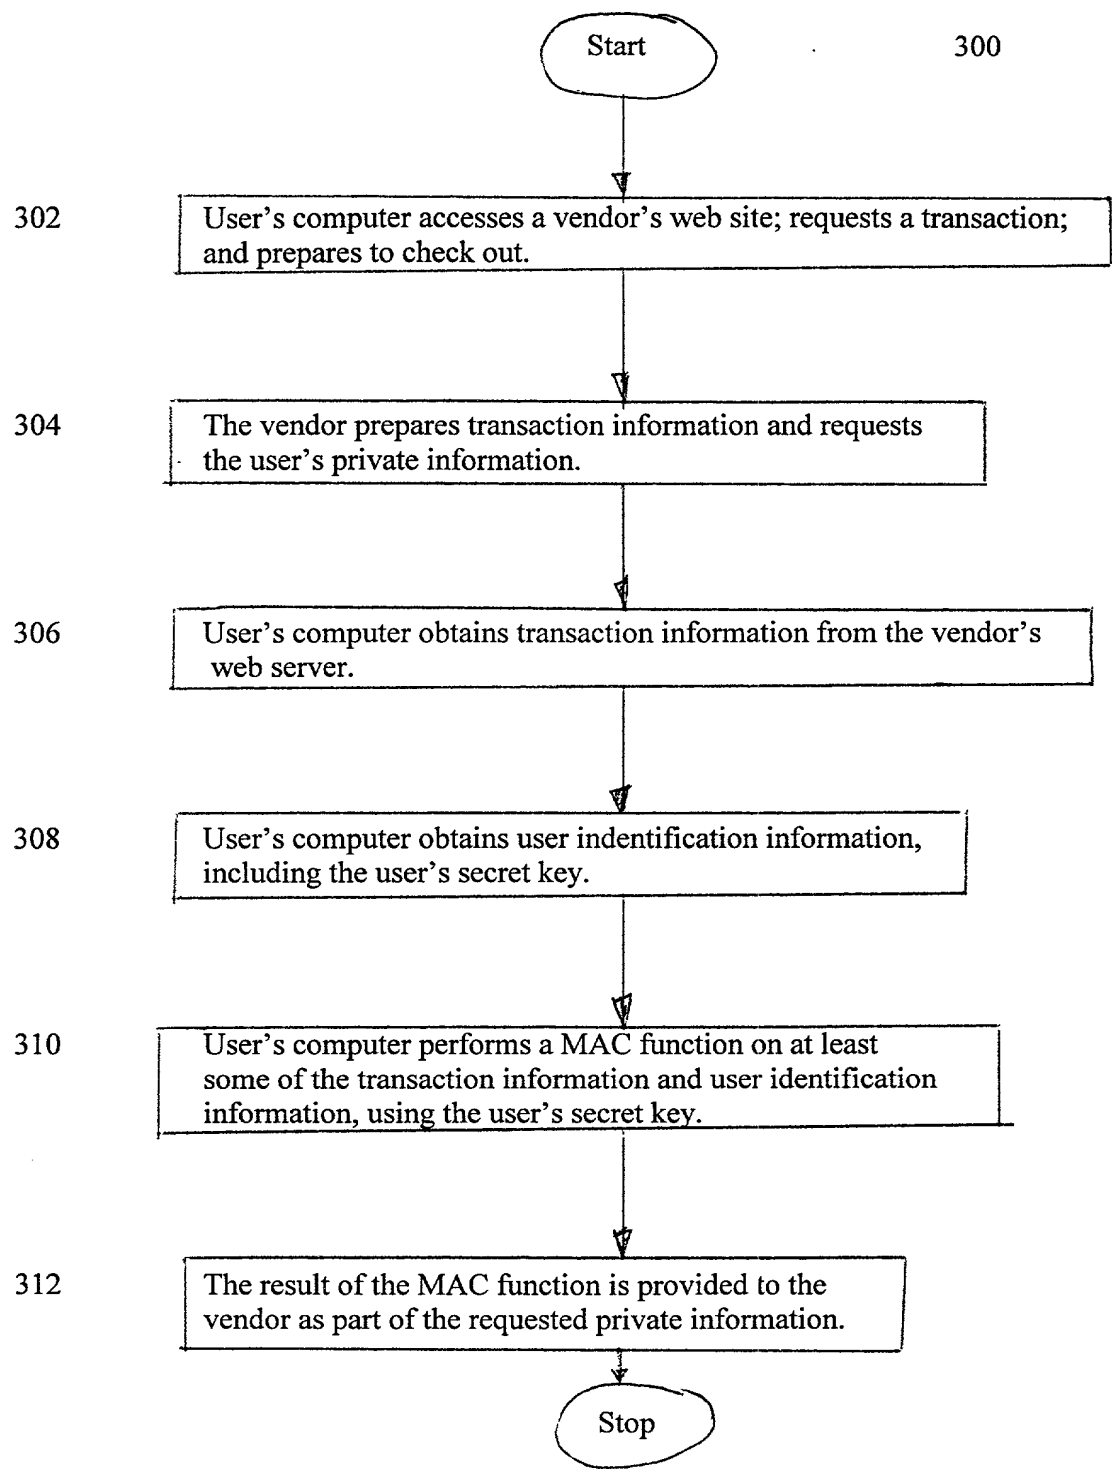 Start
300
302
User's computer accesses a vendor's web site; requests a transaction;
and prepares to check out.
304
The vendor prepares transaction information and requests
the user's private information.
306
User's computer obtains transaction information from the vendor's
web server.
308
User's computer obtains user indentification information,
including the user's secret key.
310
User's computer performs a MAC function on at least
some of the transaction information and user identification
information, using the user's secret key.
312
The result of the MAC function is provided to the
vendor as part of the requested private information.
Stop